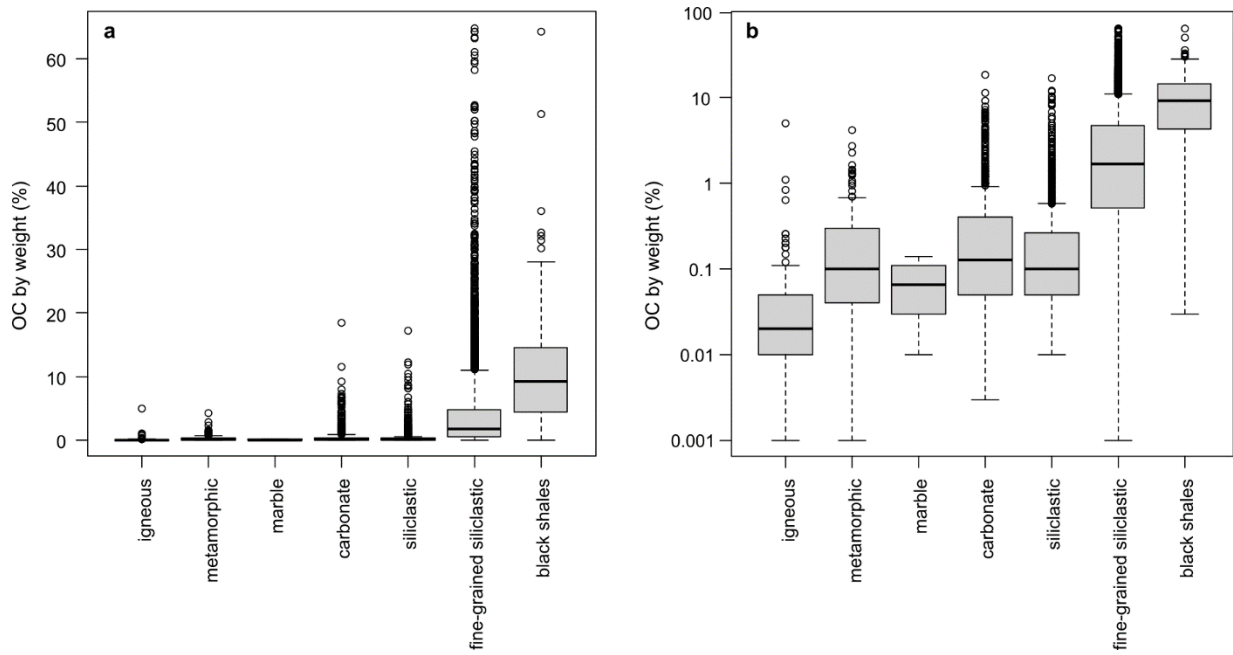 a
OC by weight (%)
60
50
40
30
20
10
0
igneous
metamorphic
marble
carbonate
siliclastic
fine-grained siliclastic
black shales
b
OC by weight (%)
100
10
1
0.1
0.01
0.001
igneous
metamorphic
marble
carbonate
siliclastic
fine-grained siliclastic
black shales